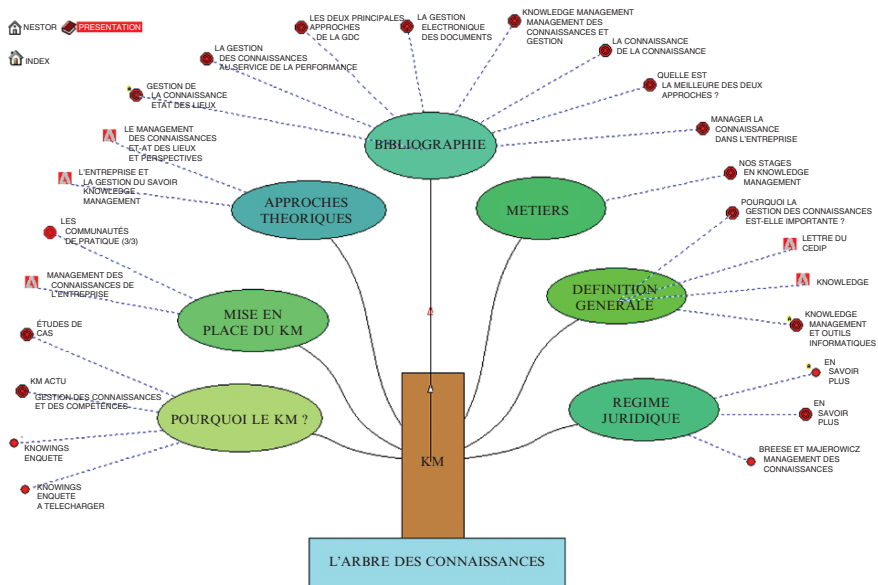 NESTOR
PRESENTATION
INDEX
LES DEUX PRINCIPALES
APPROCHES
DE LA GDC
LA GESTION
ELECTRONIQUE
DES DOCUMENTS
KNOWLEDGE MANAGEMENT
MANAGEMENT DES
CONNAISSANCES ET
GESTION
LA CONNAISSANCE
DE LA CONNAISSANCE
LA GESTION
DES CONNAISSANCES
AU SERVICE DE LA PERFORMANCE
QUELLE EST
LA MEILLEURE DES DEUX
APPROCHES ?
GESTION DE
LA CONNAISSANCE
ETAT DES LIEUX
MANAGER LA
CONNAISSANCE
DANS L'ENTREPRISE
BIBLIOGRAPHIE
LE MANAGEMENT
DES CONNAISSANCES
ET-AT DES LIEUX
ET PERSPECTIVES
L'ENTREPRISE ET
LA GESTION DU SAVOIR
KNOWLEDGE
MANAGEMENT
APPROCHES
THEORIQUES
METIERS
NOS STAGES
EN KNOWLEDGE
MANAGEMENT
POURQUOI LA
GESTION DES CONNAISSANCES
EST-ELLE IMPORTANTE ?
LES
COMMUNAUTÉS
DE PRATIQUE (3/3)
LETTRE DU
CEDIP
MANAGEMENT DES
CONNAISSANCES DE
L'ENTREPRISE
KNOWLEDGE
MISE EN
PLACE DU KM
DEFINITION
GENERALE
KNOWLEDGE
MANAGEMENT
ET OUTILS
INFORMATIQUES
ÉTUDES DE
CAS
EN
SAVOIR
PLUS
KM ACTU
GESTION DES CONNAISSANCES
ET DES COMPÉTENCES
POURQUOI LE KM ?
REGIME
JURIDIQUE
EN
SAVOIR
PLUS
KNOWINGS
ENQUETE
BREESE ET MAJEROWICZ
MANAGEMENT DES
CONNAISSANCES
KNOWINGS
ENQUETE
A TELECHARGER
KM
L'ARBRE DES CONNAISSANCES